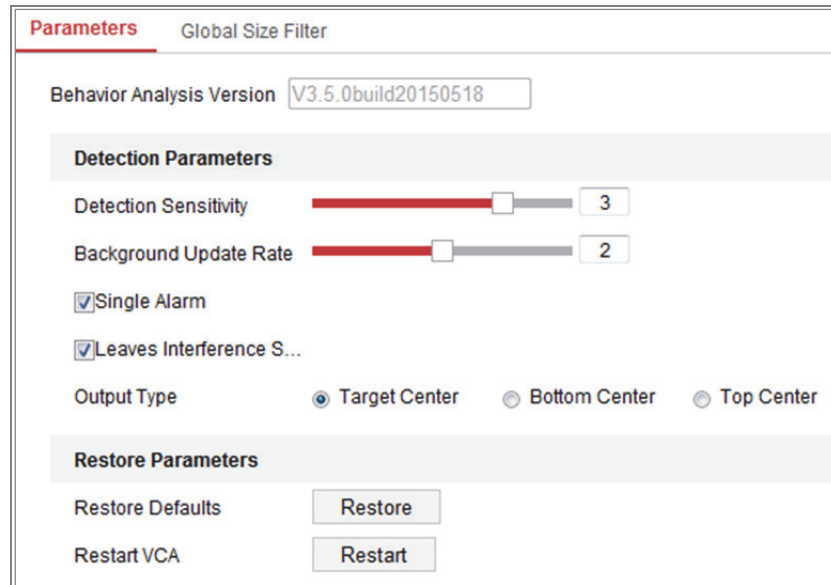 Parameters Global Size Filter
Behavior Analysis Version V3.5.0build20150518
Detection Parameters
Detection Sensitivity 3
Background Update Rate 2
Single Alarm
Leaves Interference S...
Output Type Target Center Bottom Center Top Center
Restore Parameters
Restore Defaults Restore
Restart VCA Restart